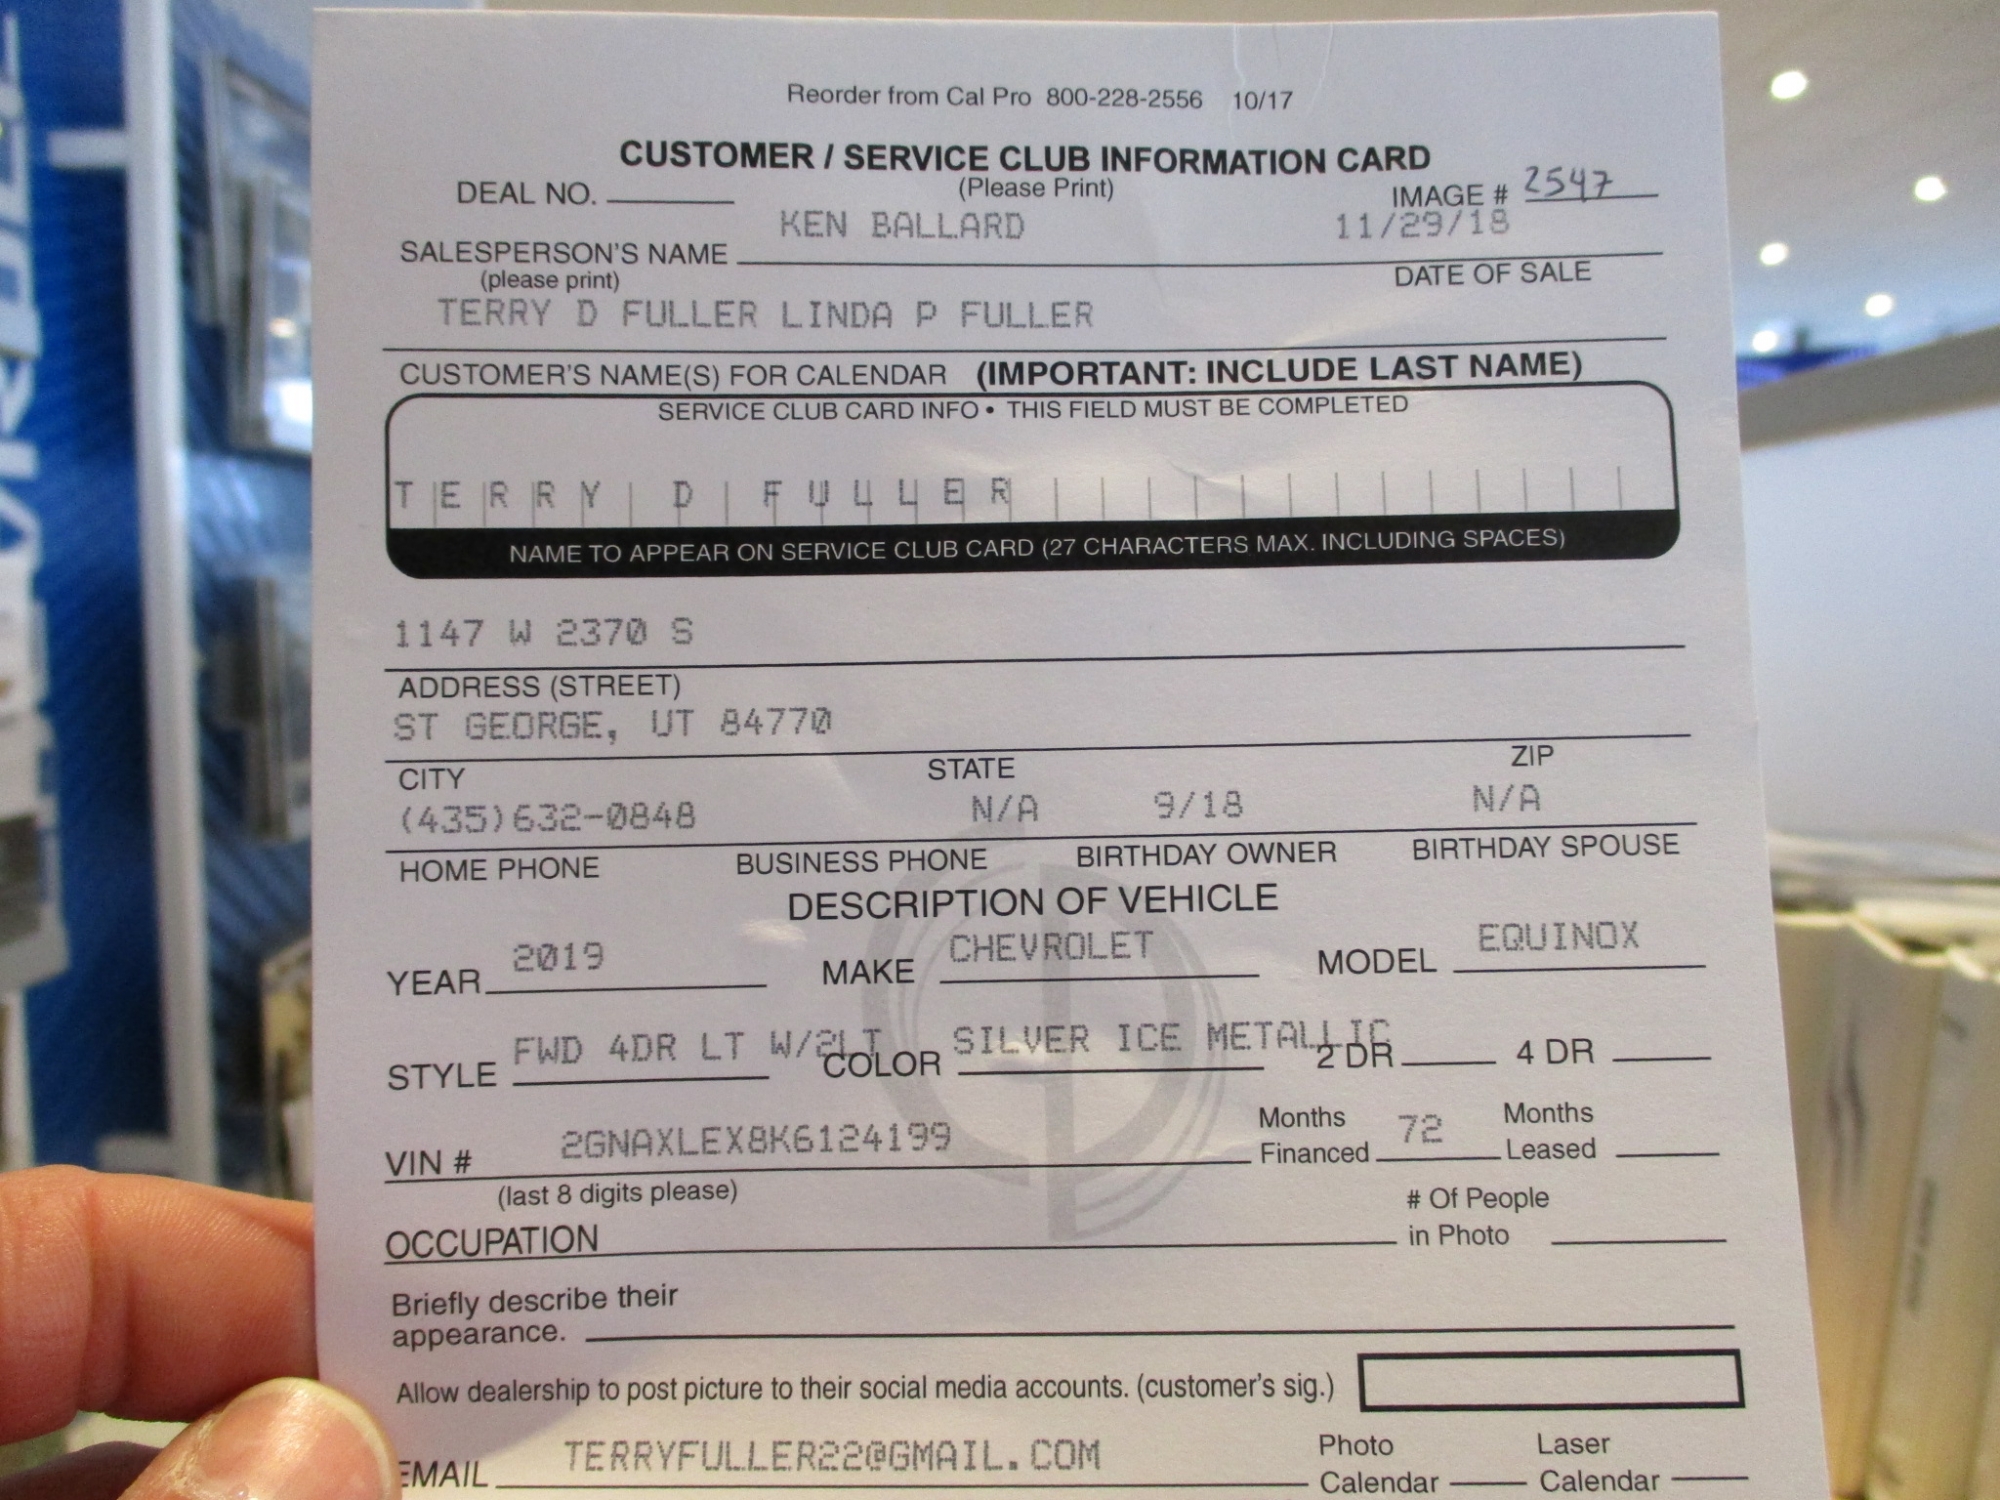 Reorder from Cal Pro 800-228-2556 10/17
CUSTOMER / SERVICE CLUB INFORMATION CARD
DEAL NO. (Please Print) IMAGE # 2547
KEN BALLARD 11/29/18
SALESPERSON'S NAME
(please print) DATE OF SALE
TERRY D FULLER LINDA P FULLER
CUSTOMER'S NAME(S) FOR CALENDAR (IMPORTANT: INCLUDE LAST NAME)
SERVICE CLUB CARD INFO • THIS FIELD MUST BE COMPLETED
TERRY D FULLER
NAME TO APPEAR ON SERVICE CLUB CARD (27 CHARACTERS MAX. INCLUDING SPACES)
1147 W 2370 S
ADDRESS (STREET)
ST GEORGE, UT 84770
CITY STATE ZIP
(435)632-0848 N/A 9/18 N/A
HOME PHONE BUSINESS PHONE BIRTHDAY OWNER BIRTHDAY SPOUSE
DESCRIPTION OF VEHICLE
YEAR 2019 MAKE CHEVROLET MODEL EQUINOX
STYLE FWD 4DR LT W/2LT COLOR SILVER ICE METALLIC 2 DR 4 DR
VIN # 2GNAXLEX8K6124199 Months Financed 72 Months Leased
(last 8 digits please) # Of People
OCCUPATION in Photo
Briefly describe their
appearance.
Allow dealership to post picture to their social media accounts. (customer's sig.)
EMAIL TERRYFULLER22@GMAIL.COM Photo Calendar Laser Calendar